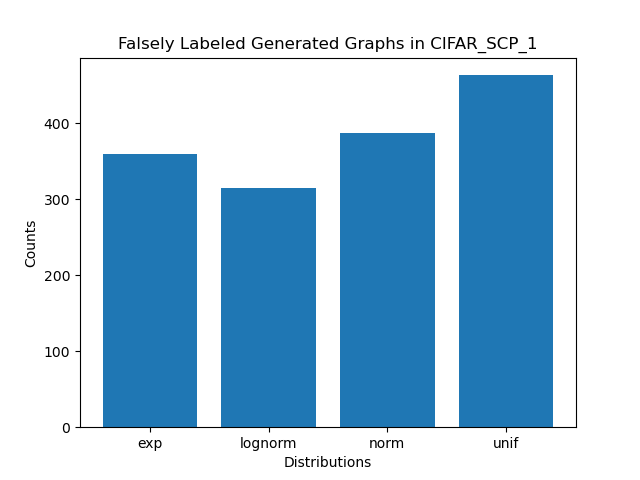 Falsely Labeled Generated Graphs in CIFAR_SCP_1
400
300
200
100
0
Counts
exp lognorm norm unif
Distributions